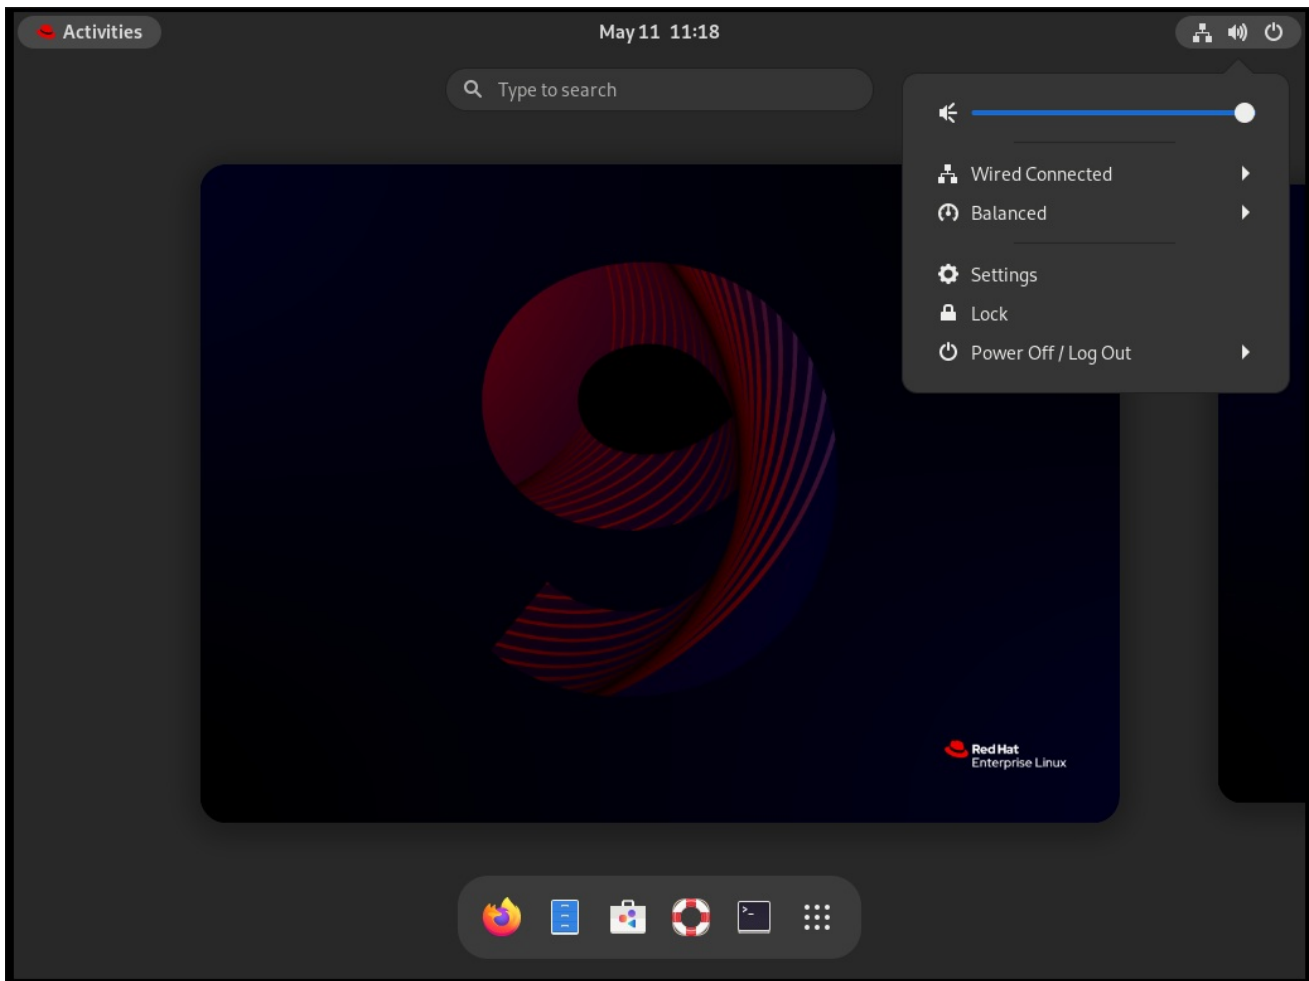 Activities
May 11 11:18
Type to search
Wired Connected
Balanced
Settings
Lock
Power Off / Log Out
9
Red Hat
Enterprise Linux
>_